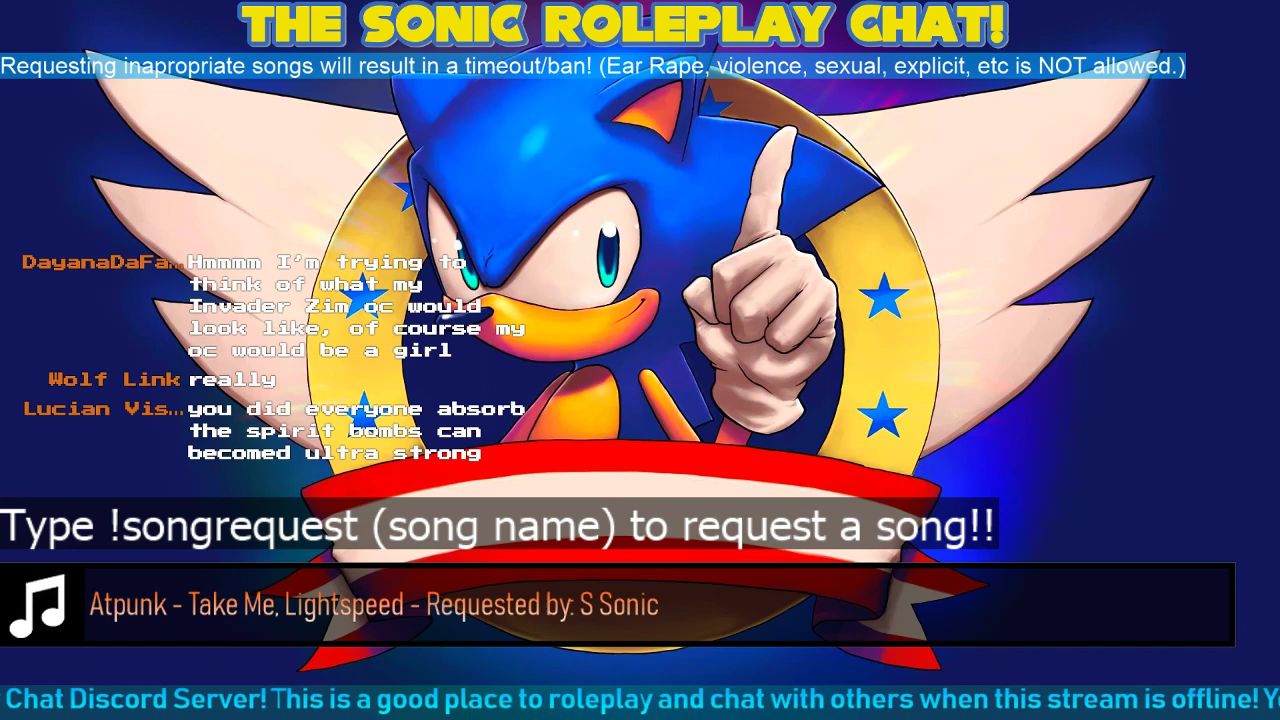 THE SONIC ROLEPLAY CHAT!
Requesting inapropriate songs will result in a timeout/ban! (Ear Rape, violence, sexual, explicit, etc is NOT allowed.)
DayanaDaFa... Hmmmm I'm trying to
think of what my
Invader Zim oc would
look like, of course my
oc would be a girl
Wolf Link really
Lucian Vis... you did everyone absorb
the spirit bombs can
becomed ultra strong
Type !songrequest (song name) to request a song!!
Atpunk - Take Me, Lightspeed - Requested by: S Sonic
Chat Discord Server! This is a good place to roleplay and chat with others when this stream is offline! Y